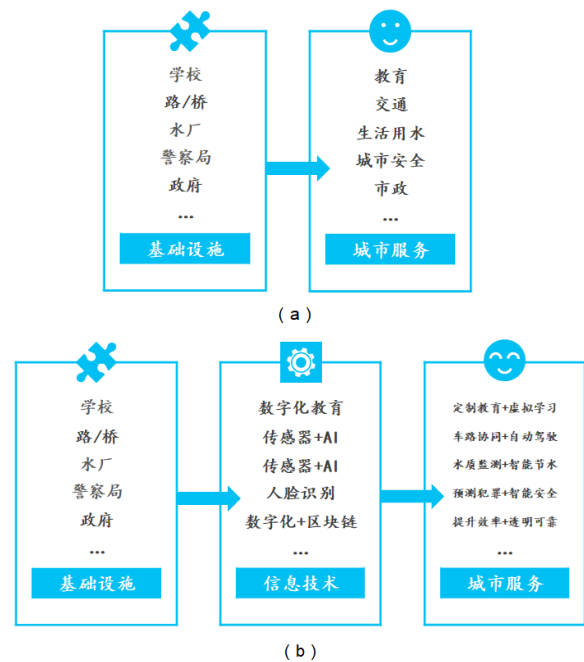 学校
路/桥
水厂
警察局
政府
...
基础设施
教育
交通
生活用水
城市安全
市政
...
城市服务
(a)
学校
路/桥
水厂
警察局
政府
...
基础设施
数字化教育
传感器+AI
传感器+AI
人脸识别
数字化+区块链
...
信息技术
定制教育+虚拟学习
车路协同+自动驾驶
水质监测+智能节水
预测犯罪+智能安全
提升效率+透明可靠
...
城市服务
(b)